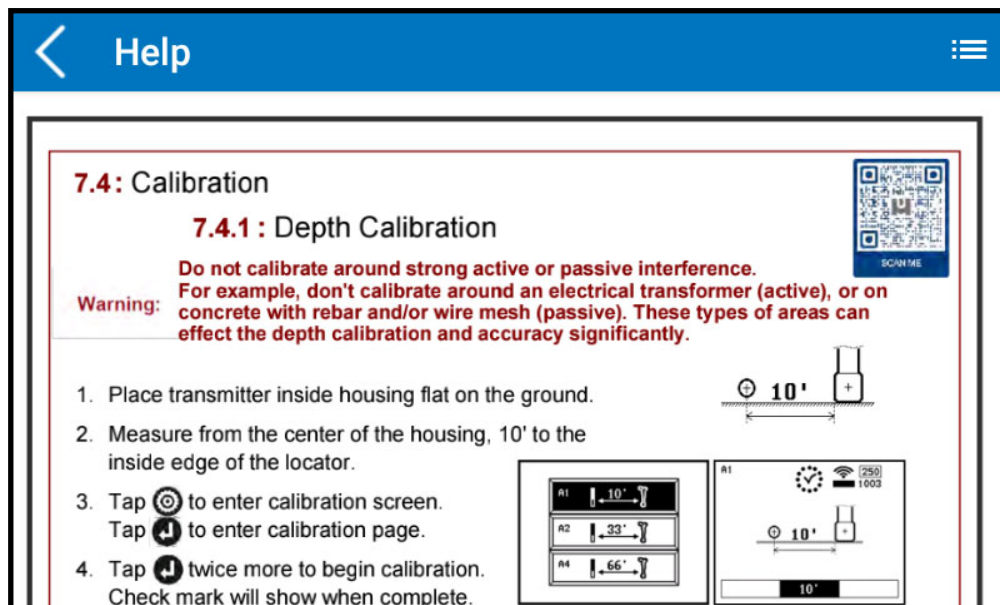 Help
7.4: Calibration
7.4.1 : Depth Calibration
SCAN ME
Warning:
Do not calibrate around strong active or passive interference.
For example, don't calibrate around an electrical transformer (active), or on
concrete with rebar and/or wire mesh (passive). These types of areas can
effect the depth calibration and accuracy significantly.
1. Place transmitter inside housing flat on the ground.
10'
2. Measure from the center of the housing, 10' to the
inside edge of the locator.
3. Tap to enter calibration screen.
Tap to enter calibration page.
4. Tap twice more to begin calibration.
Check mark will show when complete.
A1 10'
A2 33'
A4 66'
A1 250
1003
10'
10'